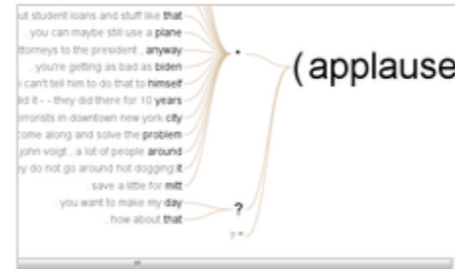 ut student loans and stuff like that
. you can maybe still use a plane
ttorneys to the president , anyway
. you're getting as bad as biden
i can't tell him to do that to himself
did it - - they did there for 10 years
errorists in downtown new york city
come along and solve the problem
john voigt , a lot of people around
ey do not go around hot dogging it
. save a little for mitt
. you want to make my day
. how about that
.
?
? "
( applause